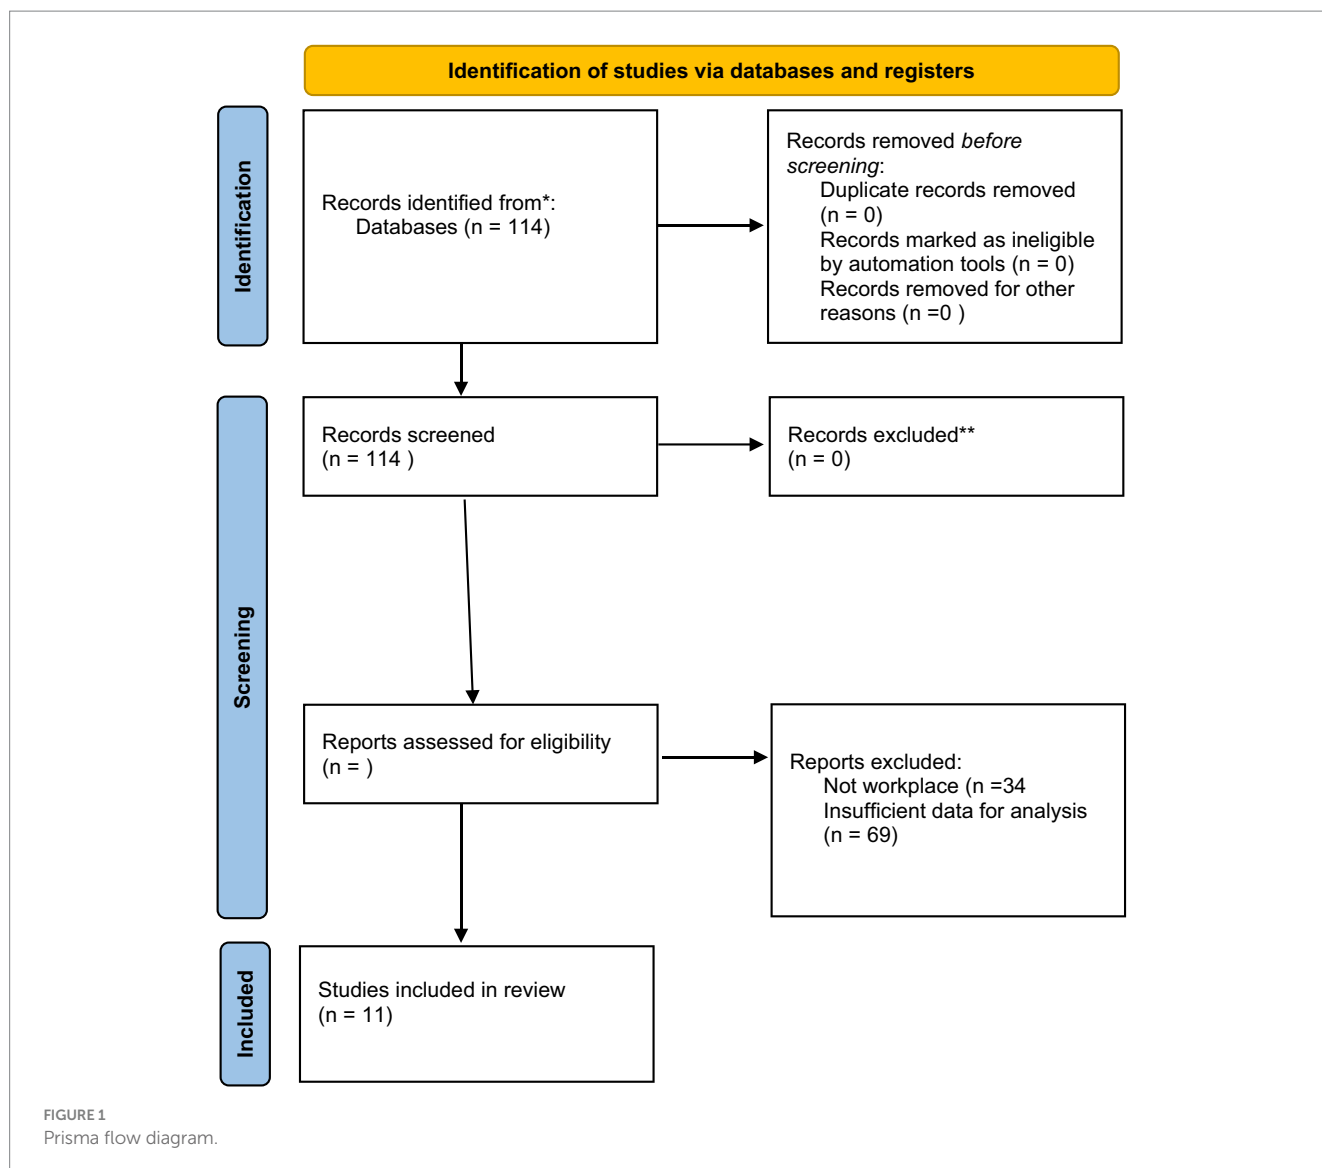 Identification of studies via databases and registers
Identification
Records identified from*:
Databases (n = 114)
Records removed before
screening:
Duplicate records removed
(n = 0)
Records marked as ineligible
by automation tools (n = 0)
Records removed for other
reasons (n =0 )
Screening
Records screened
(n = 114 )
Records excluded**
(n = 0)
Reports assessed for eligibility
(n = )
Reports excluded:
Not workplace (n =34
Insufficient data for analysis
(n = 69)
Included
Studies included in review
(n = 11)
FIGURE 1
Prisma flow diagram.